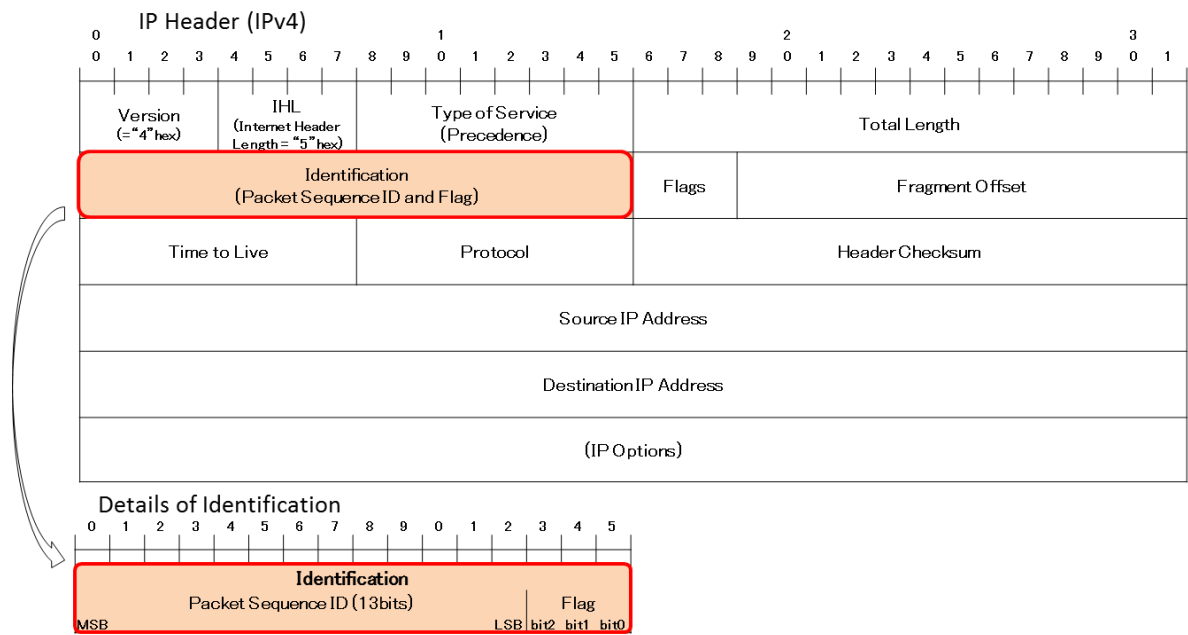 IP Header (IPv4)
0 1 2 3
0 1 2 3 4 5 6 7 8 9 0 1 2 3 4 5 6 7 8 9 0 1 2 3 4 5 6 7 8 9 0 1
Version
(="4"hex)
IHL
(Internet Header
Length="5"hex)
Type of Service
(Precedence)
Total Length
Identification
(Packet Sequence ID and Flag)
Flags
Fragment Offset
Time to Live
Protocol
Header Checksum
Source IP Address
Destination IP Address
(IP Options)
Details of Identification
0 1 2 3 4 5 6 7 8 9 0 1 2 3 4 5
Identification
Packet Sequence ID (13bits)
Flag
MSB LSB bit2 bit1 bit0